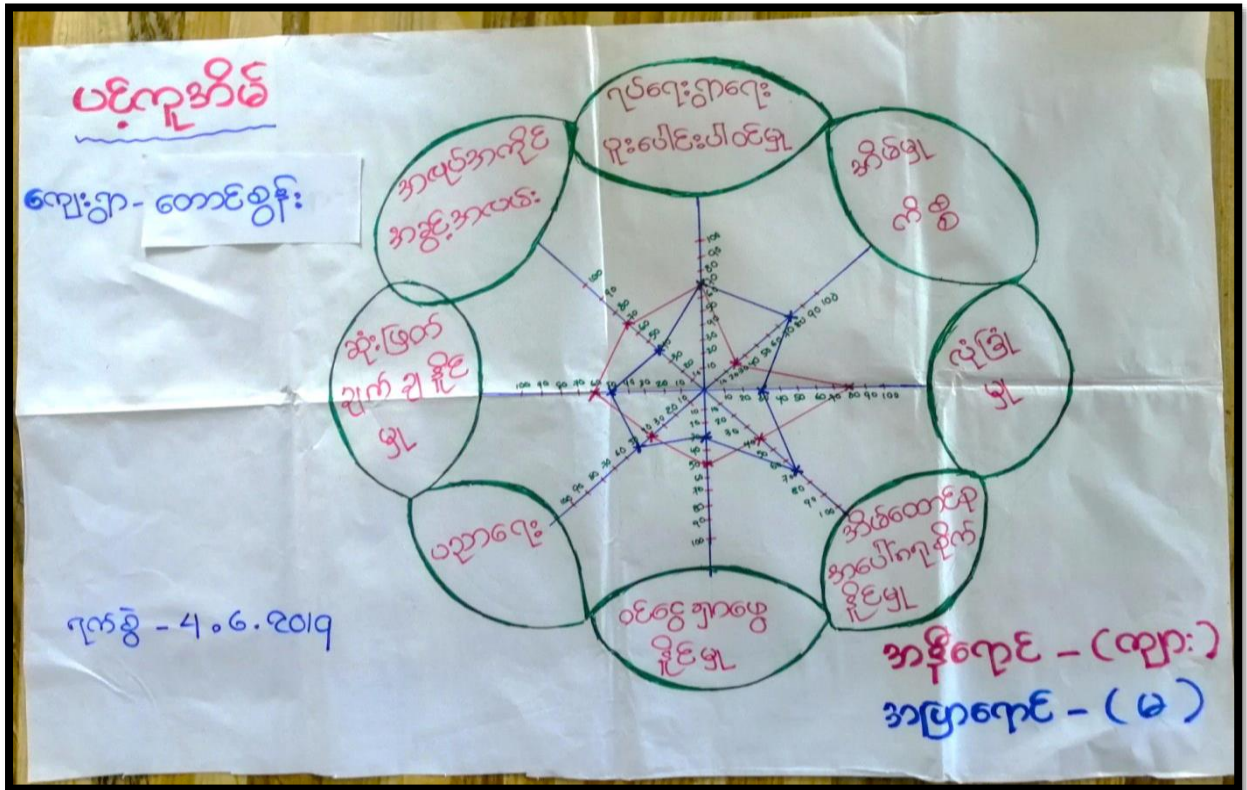 ပင့်ကူအိမ်
ကျေးရွာ - တောင်စွန်း
ရပ်ရေးရွာရေး
ပူးပေါင်းပါဝင်မှု
အိမ်မှု
ကိစ္စ
လုံခြုံ
မှု
အိမ်ထောင်စု
အပေါ်ဂရုစိုက်
နိုင်မှု
ဝင်ငွေရှာဖွေ
နိုင်မှု
ပညာရေး
ဆုံးဖြတ်
ချက်ချနိုင်
မှု
အလုပ်အကိုင်
အခွင့်အလမ်း
ရက်စွဲ - 4.6.2019
အနီရောင် - (ကျား)
အပြာရောင် - (မ)